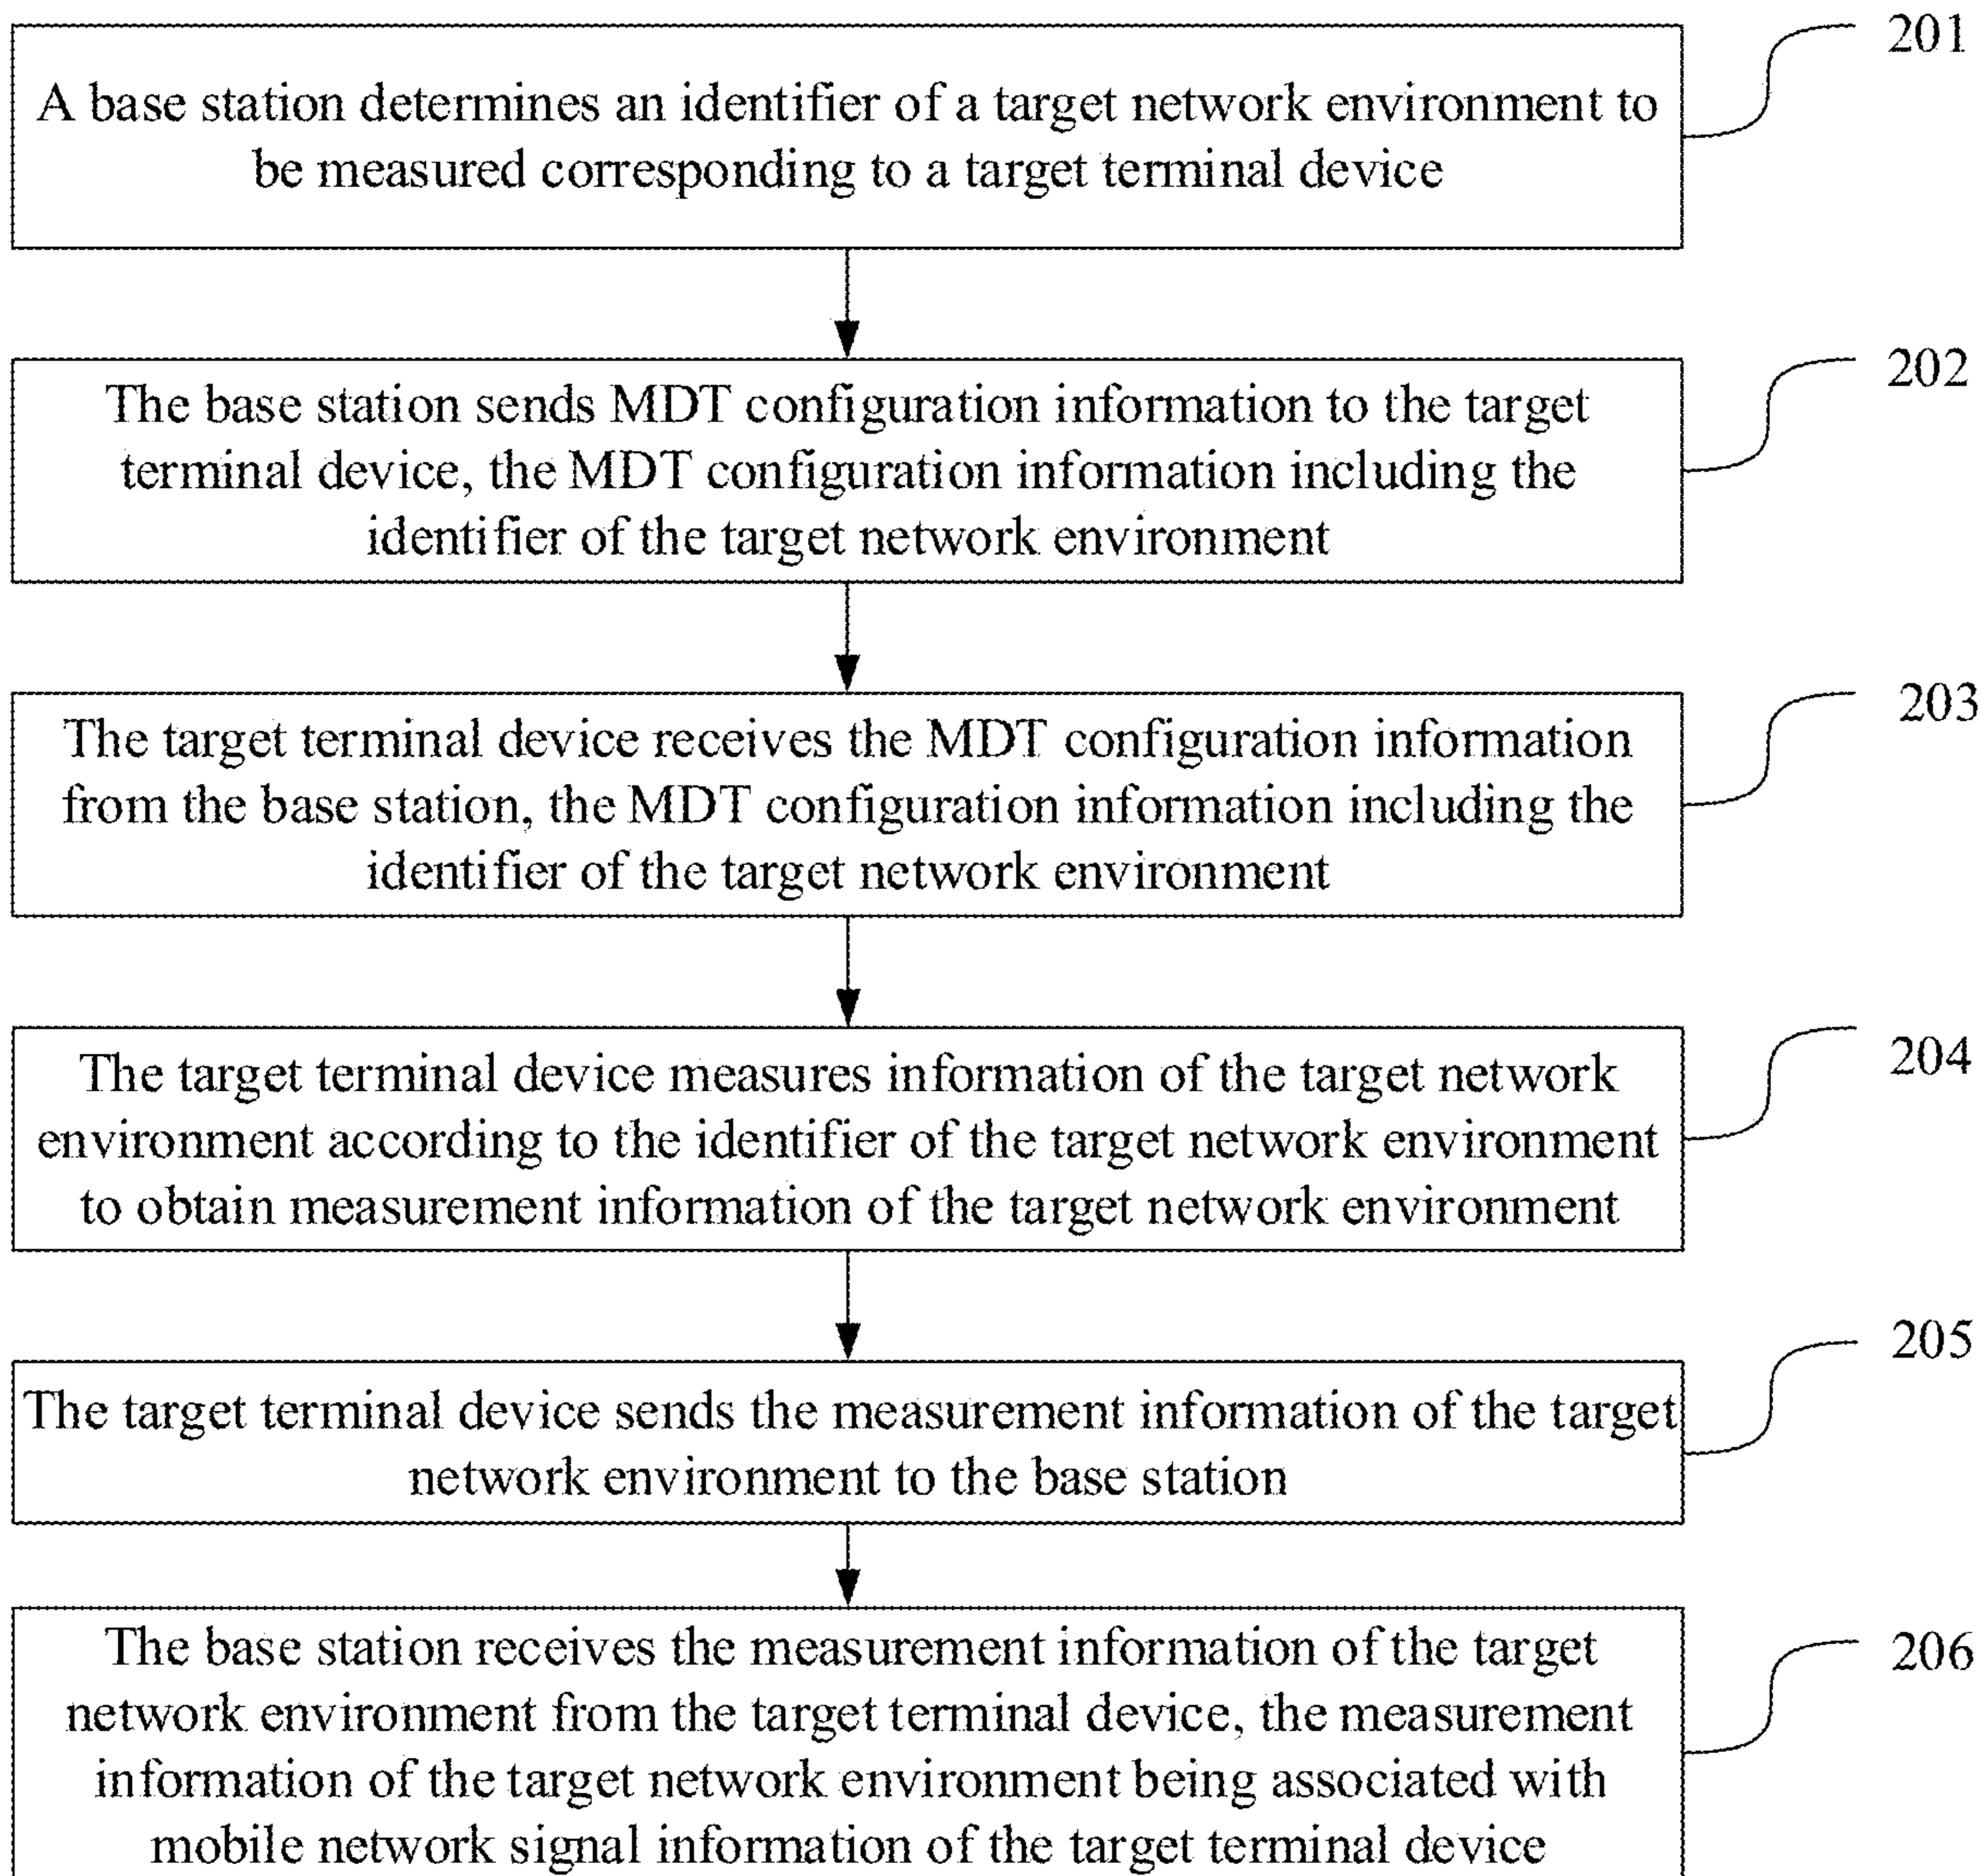 201
A base station determines an identifier of a target network environment to
be measured corresponding to a target terminal device
202
The base station sends MDT configuration information to the target
terminal device, the MDT configuration information including the
identifier of the target network environment
203
The target terminal device receives the MDT configuration information
from the base station, the MDT configuration information including the
identifier of the target network environment
204
The target terminal device measures information of the target network
environment according to the identifier of the target network environment
to obtain measurement information of the target network environment
205
The target terminal device sends the measurement information of the target
network environment to the base station
206
The base station receives the measurement information of the target
network environment from the target terminal device, the measurement
information of the target network environment being associated with
mobile network signal information of the target terminal device